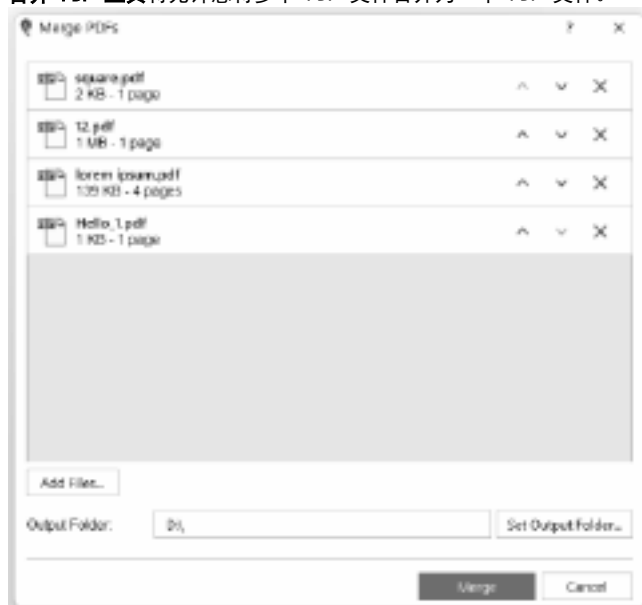 Merge PDFs
square.pdf
2 KB - 1 page
12.pdf
1 MB - 1 page
lorem ipsum.pdf
139 KB - 4 pages
Hello_1.pdf
1 KB - 1 page
Add Files...
Output Folder: D:\
Set Output Folder...
Merge Cancel